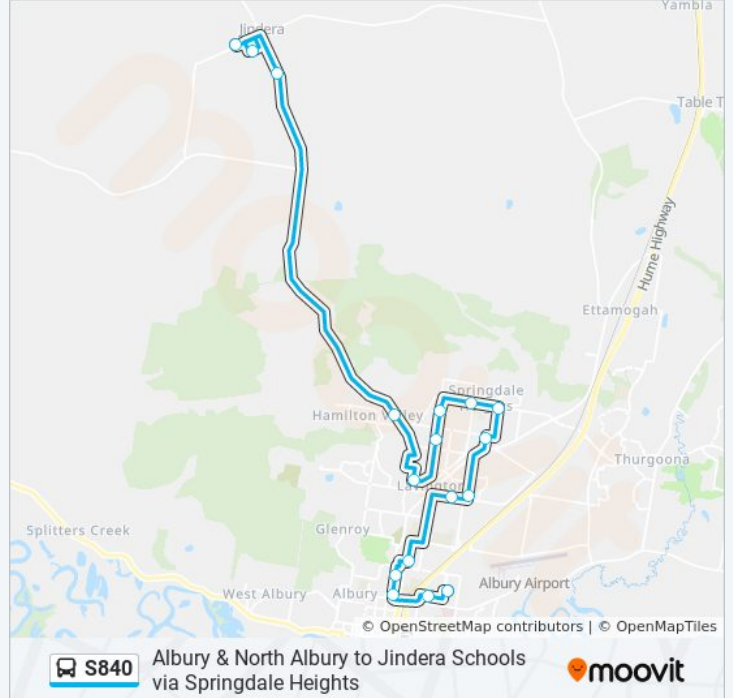 Yambla
Jindera
Table T
Hume Highway
Ettamogah
Springdale
Hamilton Valley
Thurgoona
Lavington
Splitters Creek
Glenroy
West Albury
Albury
Albury Airport
© OpenStreetMap contributors | © OpenMapTiles
S840
Albury & North Albury to Jindera Schools
via Springdale Heights
moovit